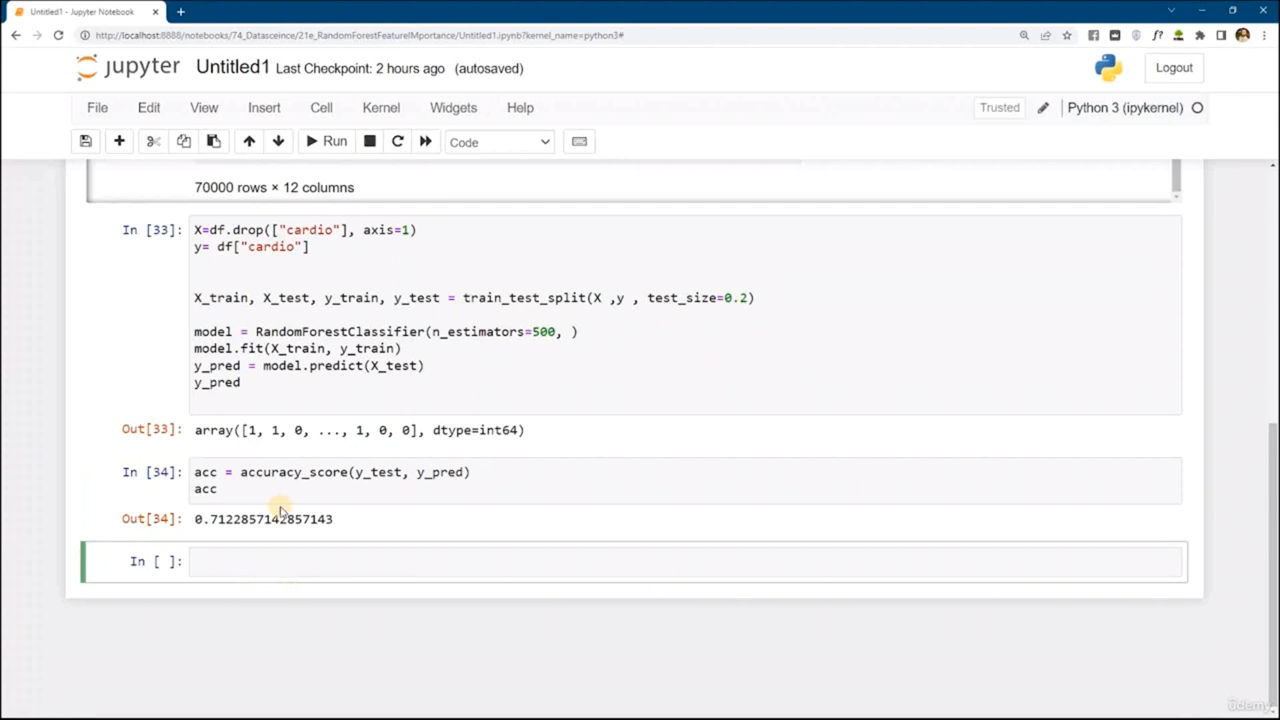 Untitled1 - Jupyter Notebook
http://localhost:8888/notebooks/74_Datasceince/21e_RandomForestFeatureIMportance/Untitled1.ipynb?kernel_name=python3#
jupyter Untitled1 Last Checkpoint: 2 hours ago (autosaved)
Logout
File Edit View Insert Cell Kernel Widgets Help
Trusted
Python 3 (ipykernel)
Run
Code
70000 rows × 12 columns
In [33]:
X=df.drop(["cardio"], axis=1)
y= df["cardio"]
X_train, X_test, y_train, y_test = train_test_split(X ,y , test_size=0.2)
model = RandomForestClassifier(n_estimators=500, )
model.fit(X_train, y_train)
y_pred = model.predict(X_test)
y_pred
Out[33]: array([1, 1, 0, ..., 1, 0, 0], dtype=int64)
In [34]:
acc = accuracy_score(y_test, y_pred)
acc
Out[34]: 0.7122857142857143
In [ ]:
ûdemy